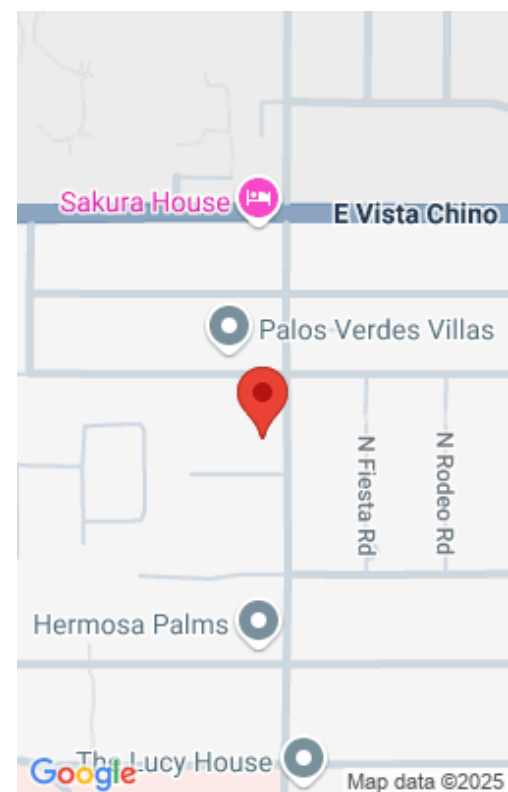 Sakura House
E Vista Chino
Palos Verdes Villas
N Fiesta Rd
N Rodeo Rd
Hermosa Palms
The Lucy House
Google
Map data ©2025